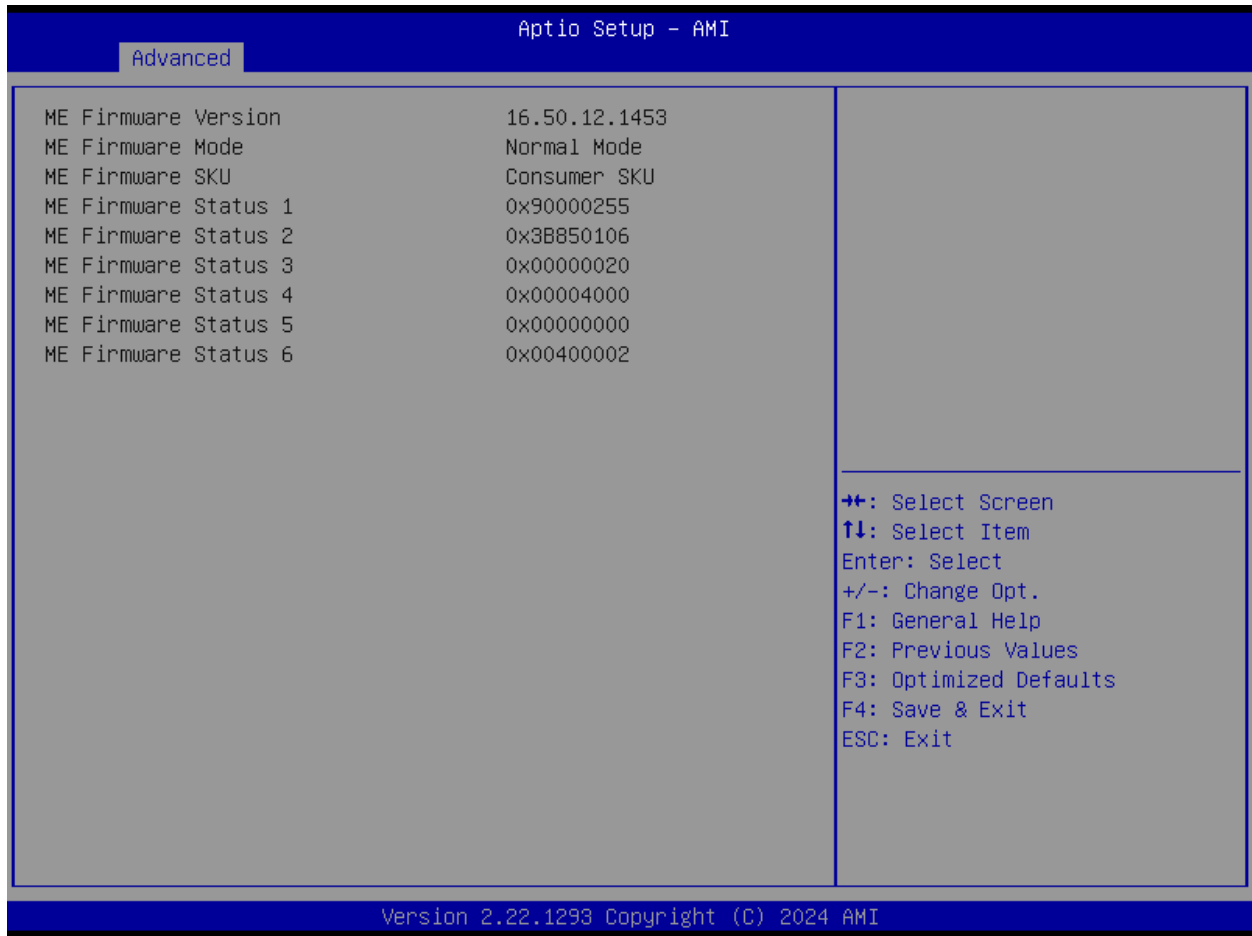 Aptio Setup – AMI
Advanced
ME Firmware Version 16.50.12.1453
ME Firmware Mode Normal Mode
ME Firmware SKU Consumer SKU
ME Firmware Status 1 0x90000255
ME Firmware Status 2 0x3B850106
ME Firmware Status 3 0x00000020
ME Firmware Status 4 0x00004000
ME Firmware Status 5 0x00000000
ME Firmware Status 6 0x00400002
→←: Select Screen
↑↓: Select Item
Enter: Select
+/-: Change Opt.
F1: General Help
F2: Previous Values
F3: Optimized Defaults
F4: Save & Exit
ESC: Exit
Version 2.22.1293 Copyright (C) 2024 AMI